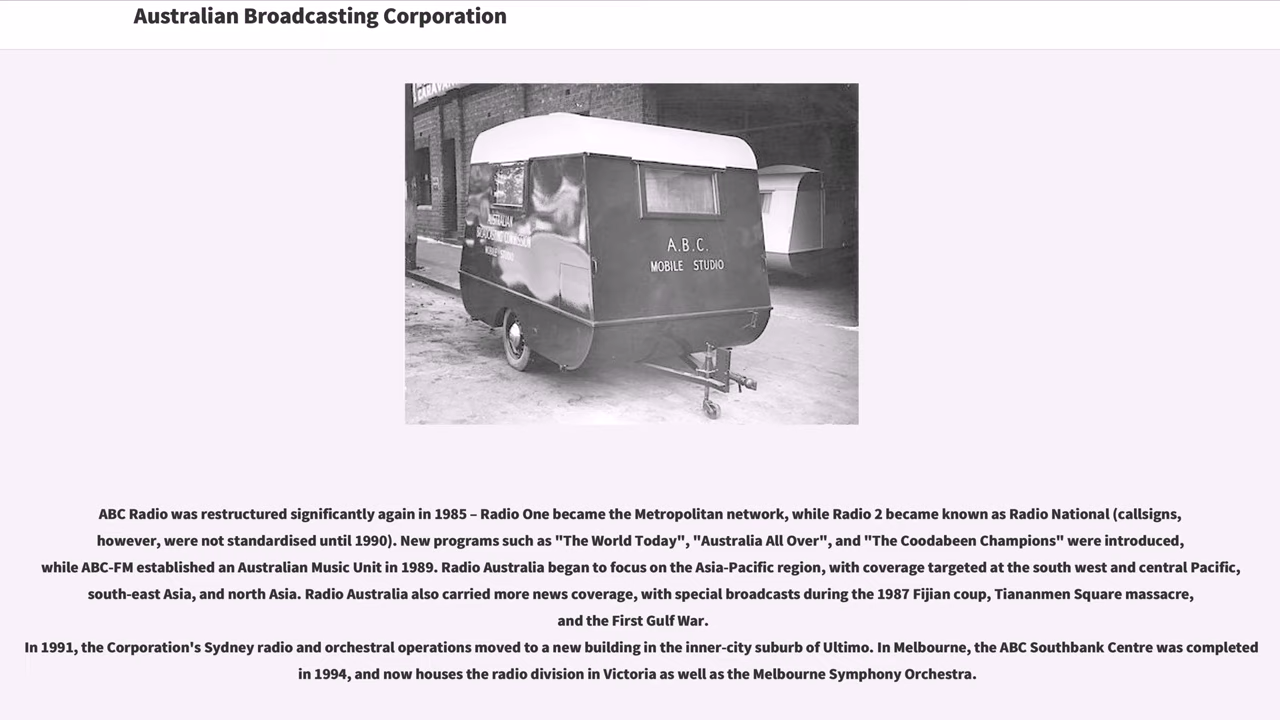 Australian Broadcasting Corporation
AUSTRALIAN
BROADCASTING COMMISSION
MOBILE STUDIO
A.B.C.
MOBILE STUDIO
ABC Radio was restructured significantly again in 1985 – Radio One became the Metropolitan network, while Radio 2 became known as Radio National (callsigns,
however, were not standardised until 1990). New programs such as "The World Today", "Australia All Over", and "The Coodabeen Champions" were introduced,
while ABC-FM established an Australian Music Unit in 1989. Radio Australia began to focus on the Asia-Pacific region, with coverage targeted at the south west and central Pacific,
south-east Asia, and north Asia. Radio Australia also carried more news coverage, with special broadcasts during the 1987 Fijian coup, Tiananmen Square massacre,
and the First Gulf War.
In 1991, the Corporation's Sydney radio and orchestral operations moved to a new building in the inner-city suburb of Ultimo. In Melbourne, the ABC Southbank Centre was completed
in 1994, and now houses the radio division in Victoria as well as the Melbourne Symphony Orchestra.